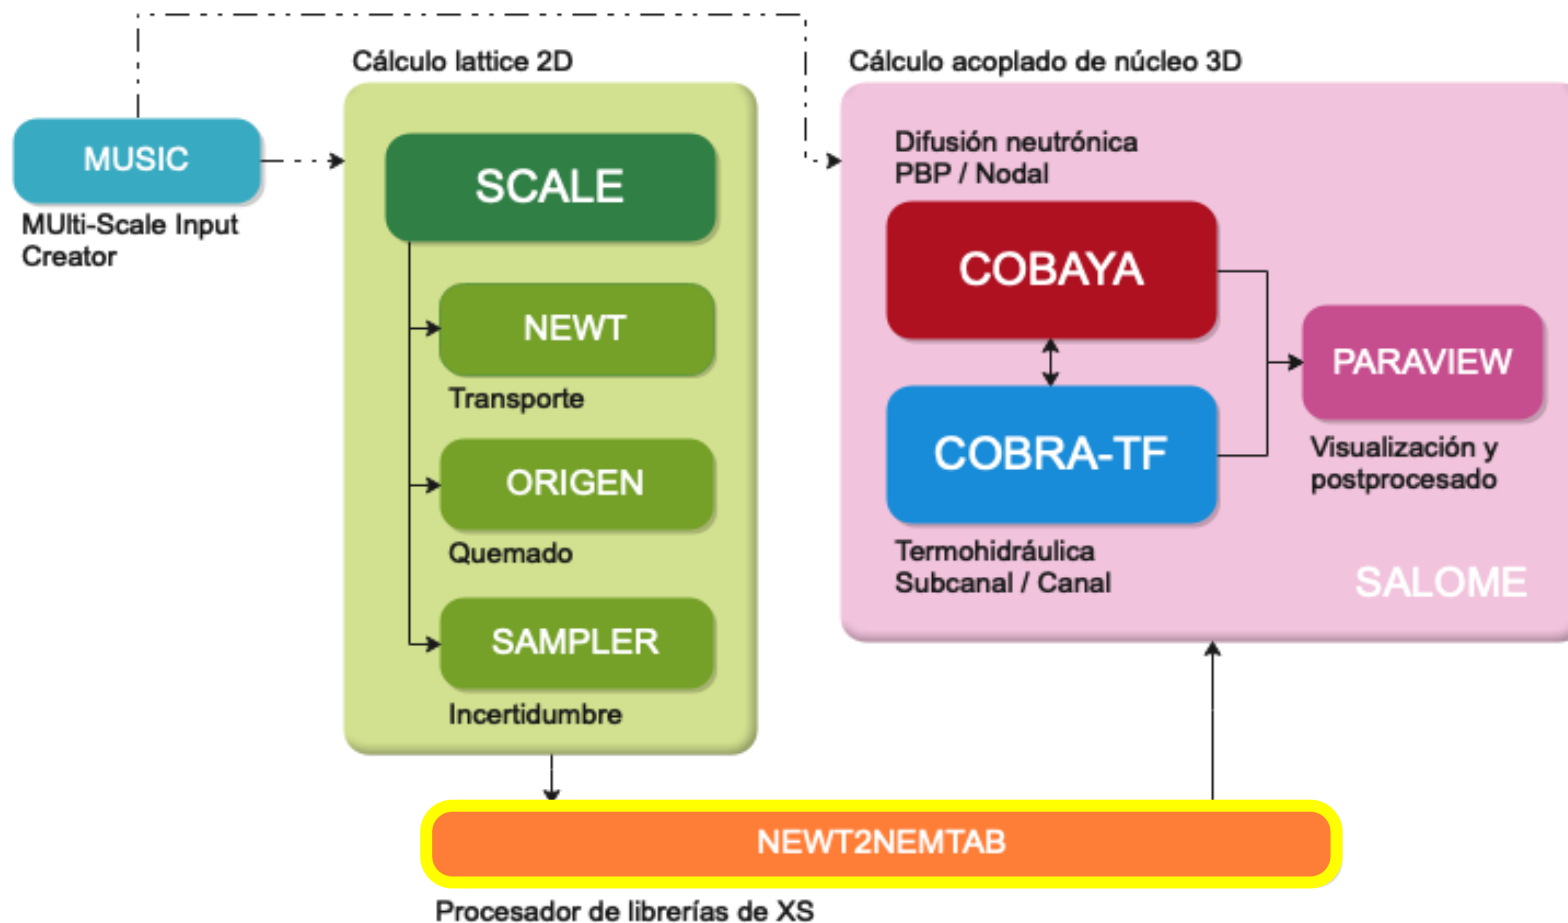 Cálculo lattice 2D
Cálculo acoplado de núcleo 3D
MUSIC
MUlti-Scale Input
Creator
SCALE
NEWT
Transporte
ORIGEN
Quemado
SAMPLER
Incertidumbre
Difusión neutrónica
PBP / Nodal
COBAYA
COBRA-TF
Termohidráulica
Subcanal / Canal
PARAVIEW
Visualización y
postprocesado
SALOME
NEWT2NEMTAB
Procesador de librerías de XS